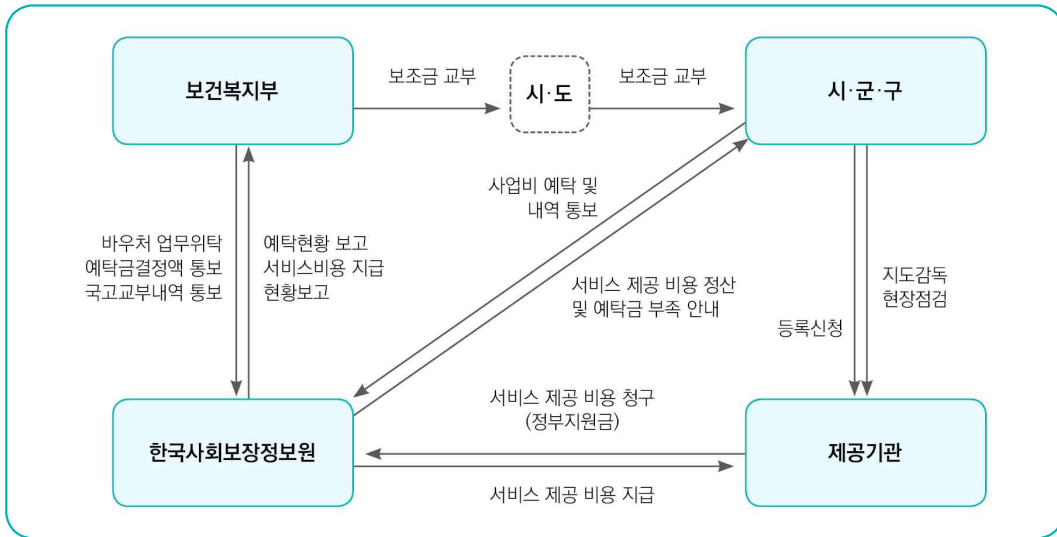 보건복지부
보조금 교부
시·도
보조금 교부
시·군·구
사업비 예탁 및
내역 통보
바우처 업무위탁
예탁금결정액 통보
국고교부내역 통보
예탁현황 보고
서비스비용 지급
현황보고
서비스 제공 비용 정산
및 예탁금 부족 안내
지도감독
현장점검
등록신청
서비스 제공 비용 청구
(정부지원금)
한국사회보장정보원
제공기관
서비스 제공 비용 지급